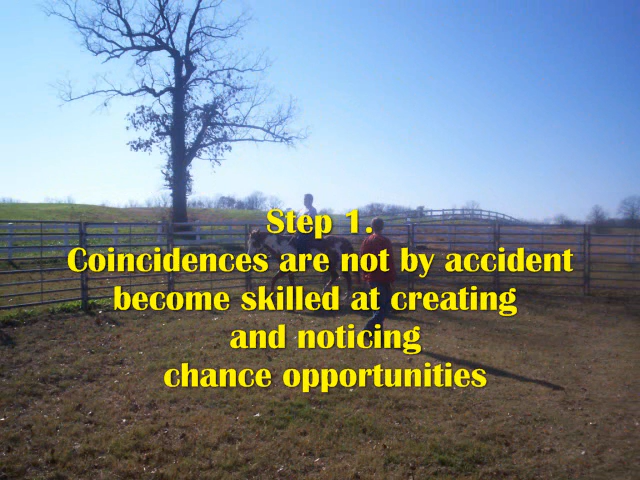 Step 1.
Coincidences are not by accident
become skilled at creating
and noticing
chance opportunities